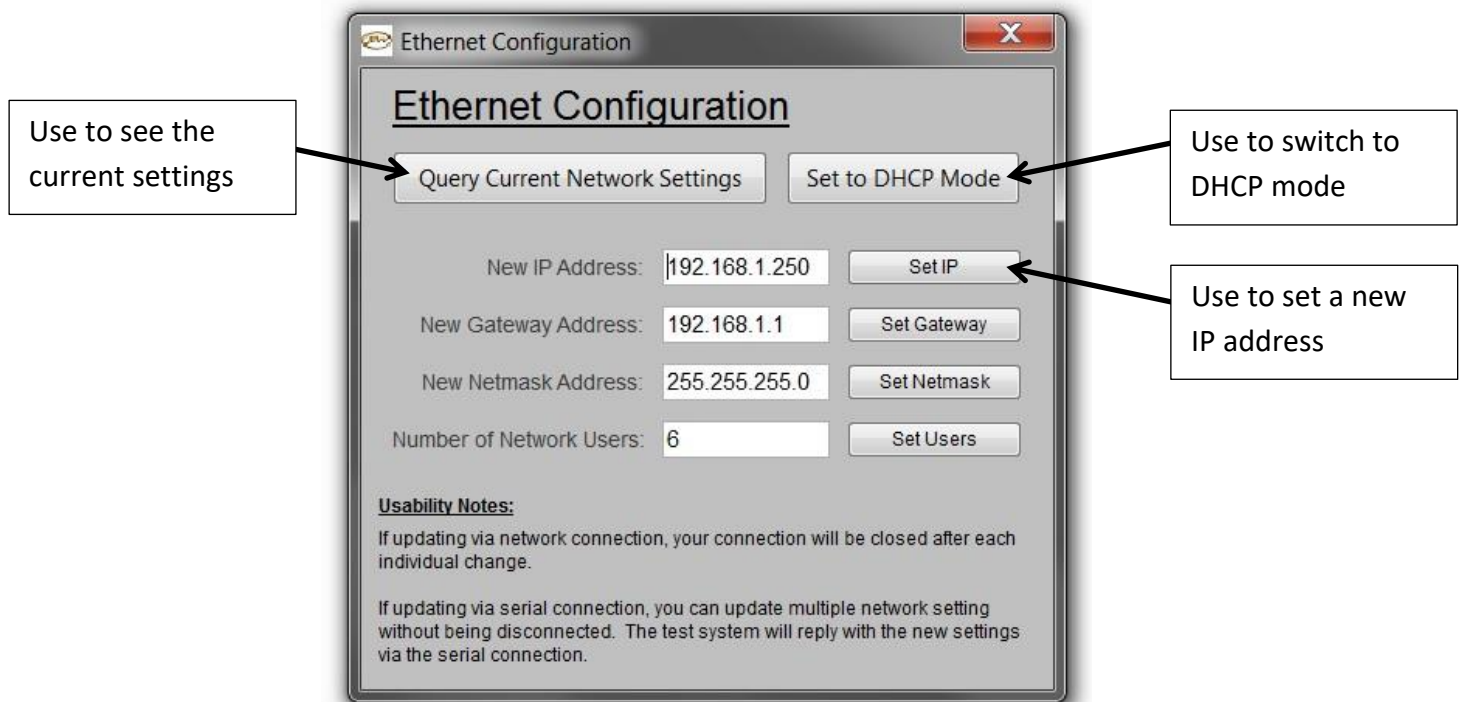 Ethernet Configuration
Ethernet Configuration
Use to see the
current settings
Query Current Network Settings
Set to DHCP Mode
Use to switch to
DHCP mode
New IP Address: 192.168.1.250 Set IP
Use to set a new
IP address
New Gateway Address: 192.168.1.1 Set Gateway
New Netmask Address: 255.255.255.0 Set Netmask
Number of Network Users: 6 Set Users
Usability Notes:
If updating via network connection, your connection will be closed after each
individual change.
If updating via serial connection, you can update multiple network setting
without being disconnected. The test system will reply with the new settings
via the serial connection.